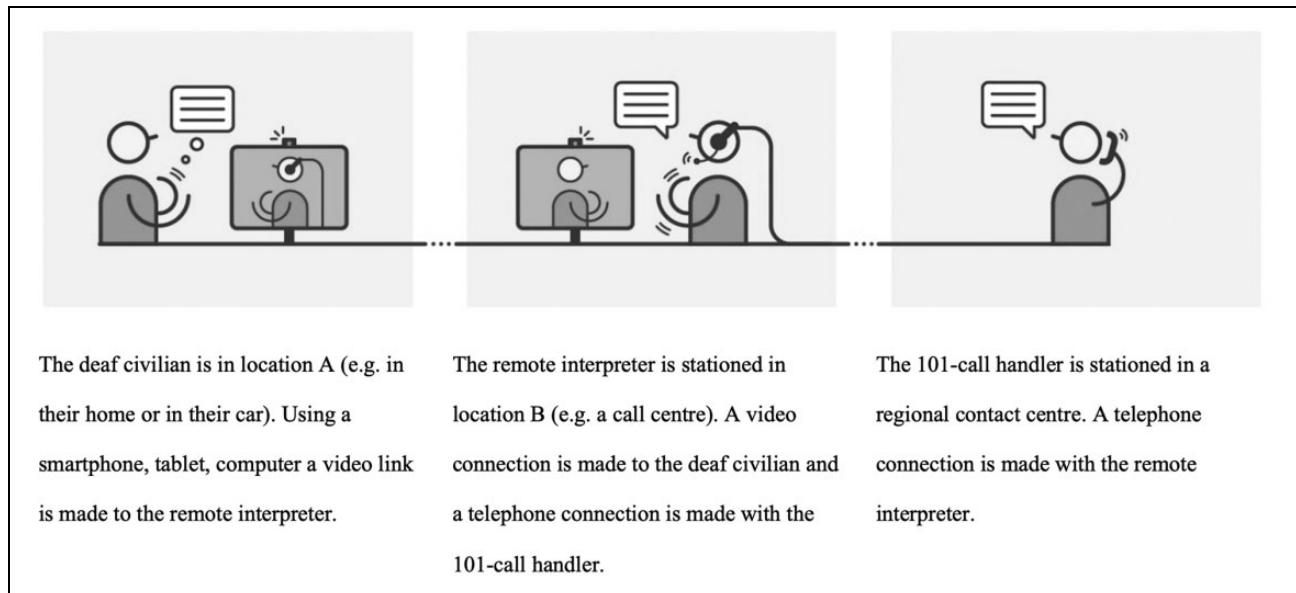 The deaf civilian is in location A (e.g. in
their home or in their car). Using a
smartphone, tablet, computer a video link
is made to the remote interpreter.
The remote interpreter is stationed in
location B (e.g. a call centre). A video
connection is made to the deaf civilian and
a telephone connection is made with the
101-call handler.
The 101-call handler is stationed in a
regional contact centre. A telephone
connection is made with the remote
interpreter.